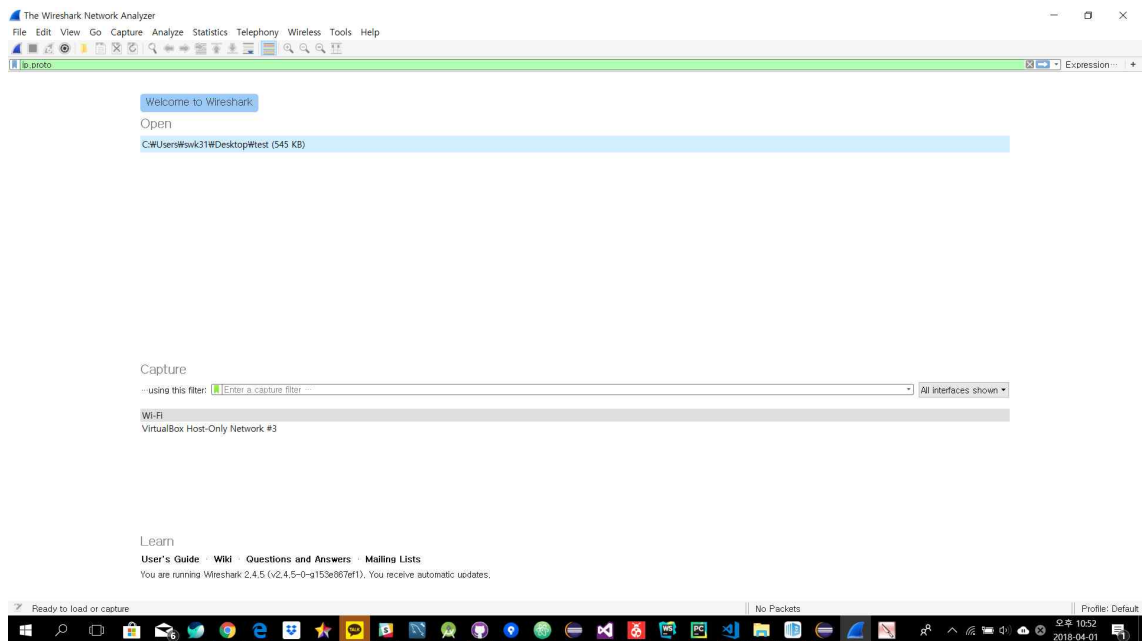 The Wireshark Network Analyzer
File Edit View Go Capture Analyze Statistics Telephony Wireless Tools Help
ip.proto
Expression… +
Welcome to Wireshark
Open
C:₩Users₩swk31₩Desktop₩test (545 KB)
Capture
…using this filter: Enter a capture filter … All interfaces shown
Wi-Fi
VirtualBox Host-Only Network #3
Learn
User's Guide · Wiki · Questions and Answers · Mailing Lists
You are running Wireshark 2.4.5 (v2.4.5-0-g153e867ef1). You receive automatic updates.
Ready to load or capture No Packets Profile: Default
TALK WS PC
6
오후 10:52
2018-04-01